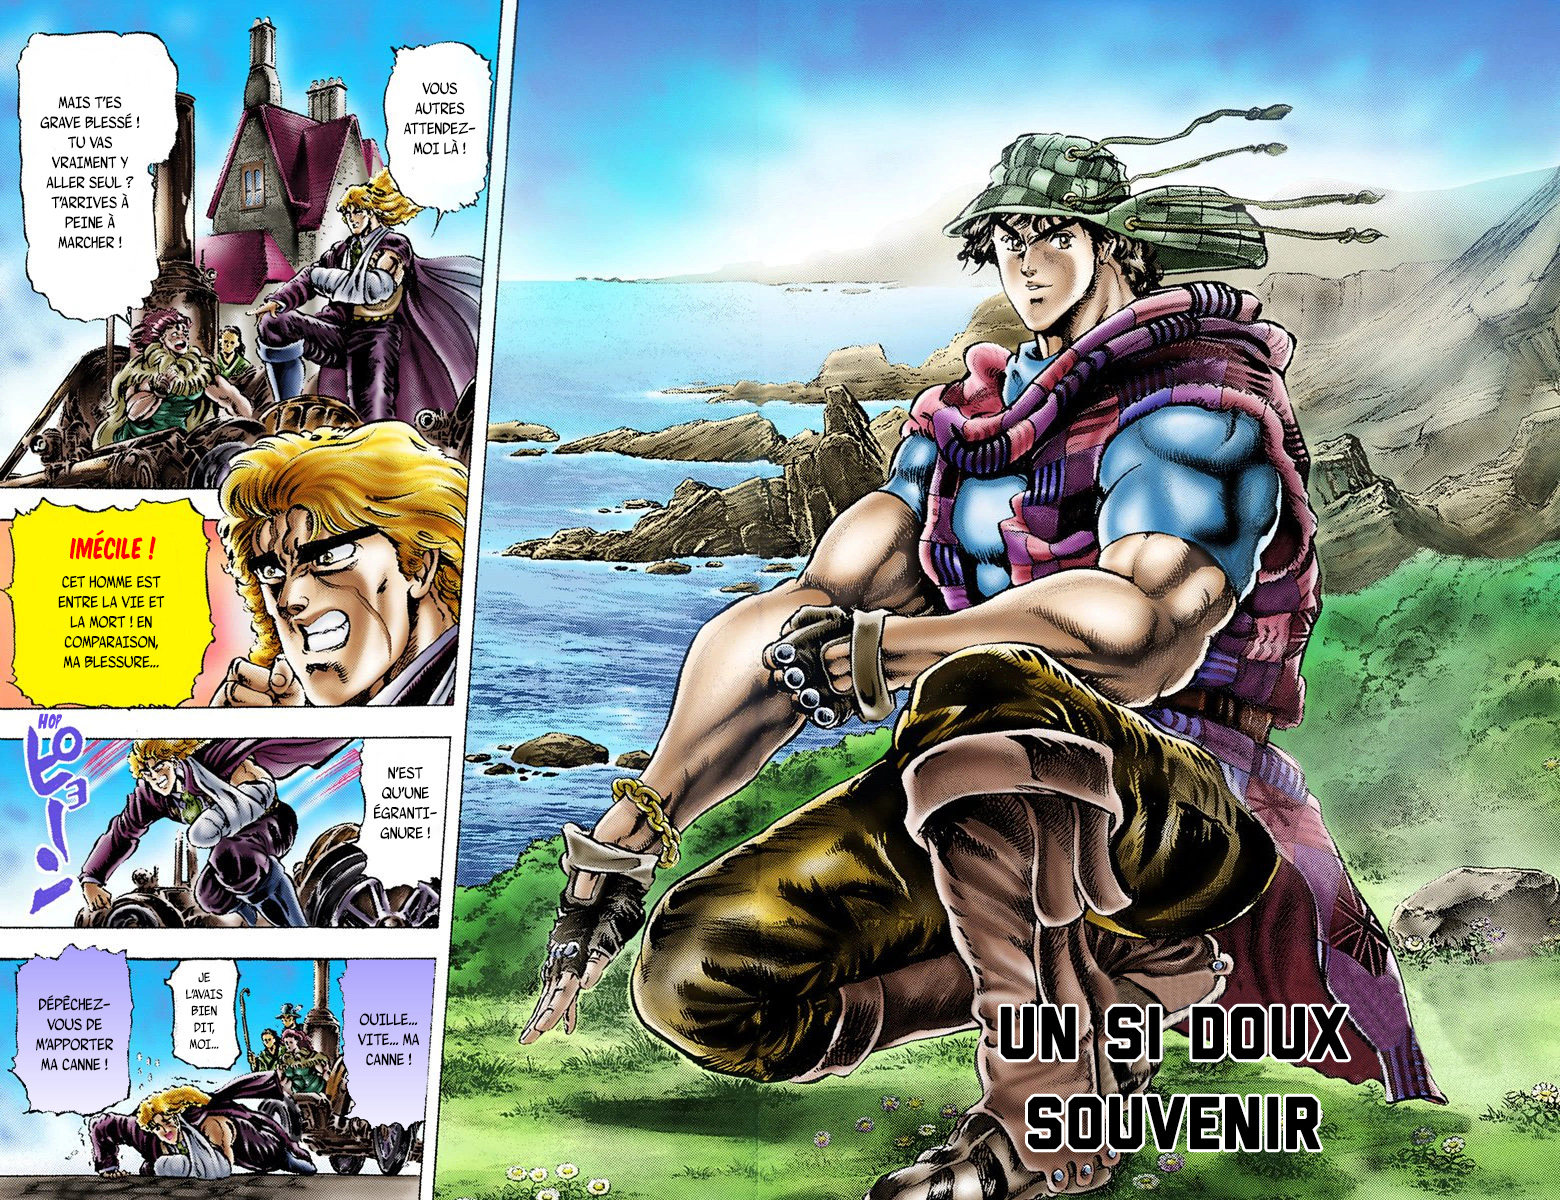 UN SI DOUX
SOUVENIR
VOUS
AUTRES
ATTENDEZ-
MOI LÀ !
MAIS T'ES
GRAVE BLESSÉ !
TU VAS
VRAIMENT Y
ALLER SEUL ?
T'ARRIVES À
PEINE À
MARCHER !
IMÉCILE !
CET HOMME EST
ENTRE LA VIE ET
LA MORT ! EN
COMPARAISON,
MA BLESSURE...
N'EST
QU'UNE
ÉGRANTI-
GNURE !
HOP
OUILLE...
VITE... MA
CANNE !
JE
L'AVAIS
BIEN
DIT,
MOI...
DÉPÊCHEZ-
VOUS DE
M'APPORTER
MA CANNE !